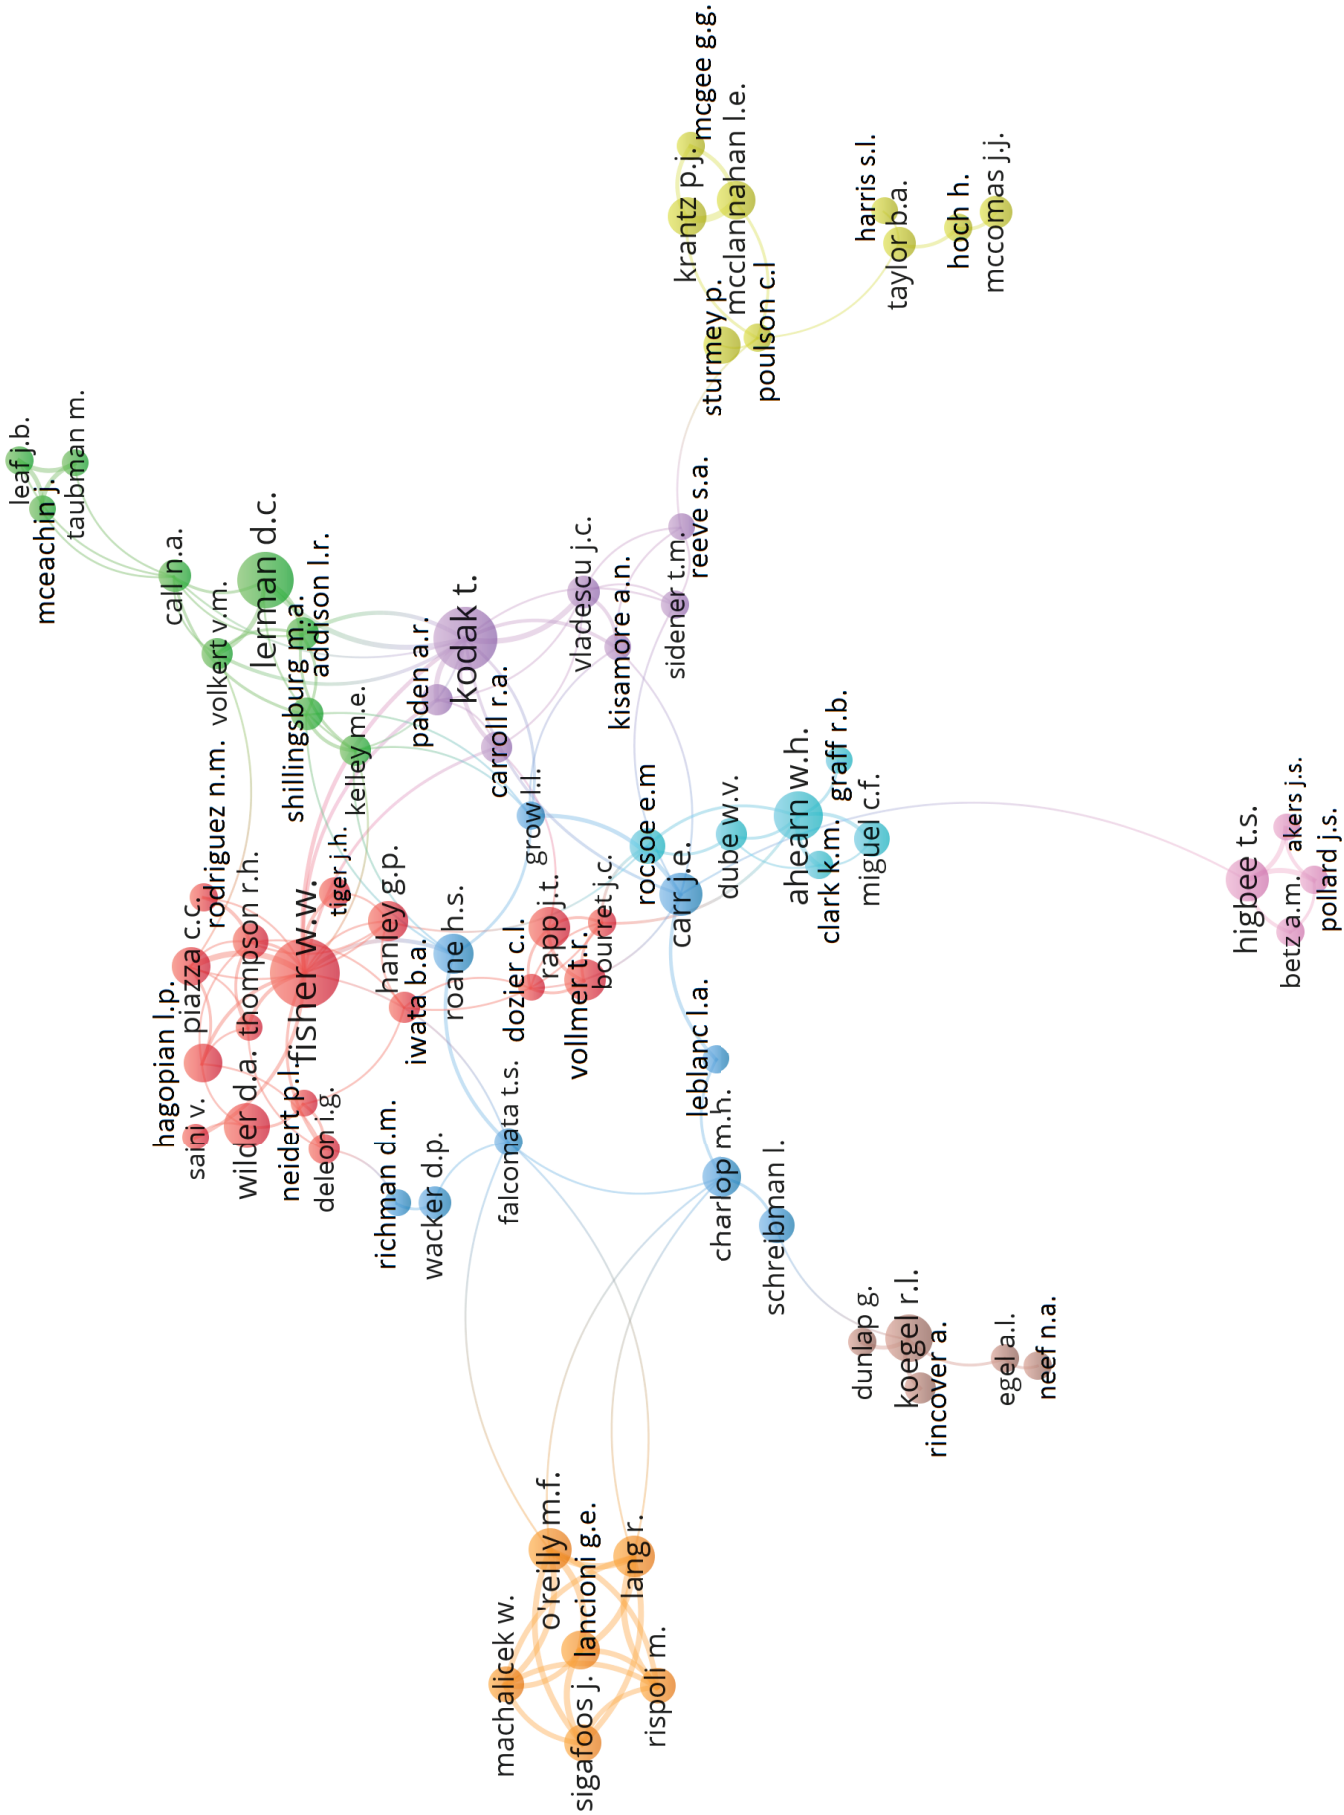 leaf j.b.
mceachin j.
taubman m.
call n.a.
volkert v.m.
lerman d.c.
addison l.r.
shillingsburg m.a.
kelley m.e.
paden a.r.
kodak t.
carroll r.a.
vladescu j.c.
kisamore a.n.
sidener t.m.
reeve s.a.
mcgee g.g.
krantz p.j.
mcclannahan l.e.
sturmey p.
poulson c.l
harris s.l.
taylor b.a.
hoch h.
mccomas j.j.
rodriguez n.m.
piazza c.c.
thompson r.h.
hagopian l.p.
saini v.
wilder d.a.
neidert p.l.
deleon i.g.
fisher w.w.
tiger j.h.
hanley g.p.
iwata b.a.
roane h.s.
grow l.l.
dozier c.l.
rapp j.t.
vollmer t.r.
bourret j.c.
rocsoe e.m
carr j.e.
dube w.v.
ahearn w.h.
clark k.m.
graff r.b.
miguel c.f.
higbee t.s.
akers j.s.
betz a.m.
pollard j.s.
leblanc l.a.
charlop m.h.
schreibman l.
richman d.m.
wacker d.p.
falcomata t.s.
dunlap g.
koegel r.l.
rincover a.
egel a.l.
neef n.a.
machalicek w.
o'reilly m.f.
lancioni g.e.
lang r.
sigafoos j.
rispoli m.